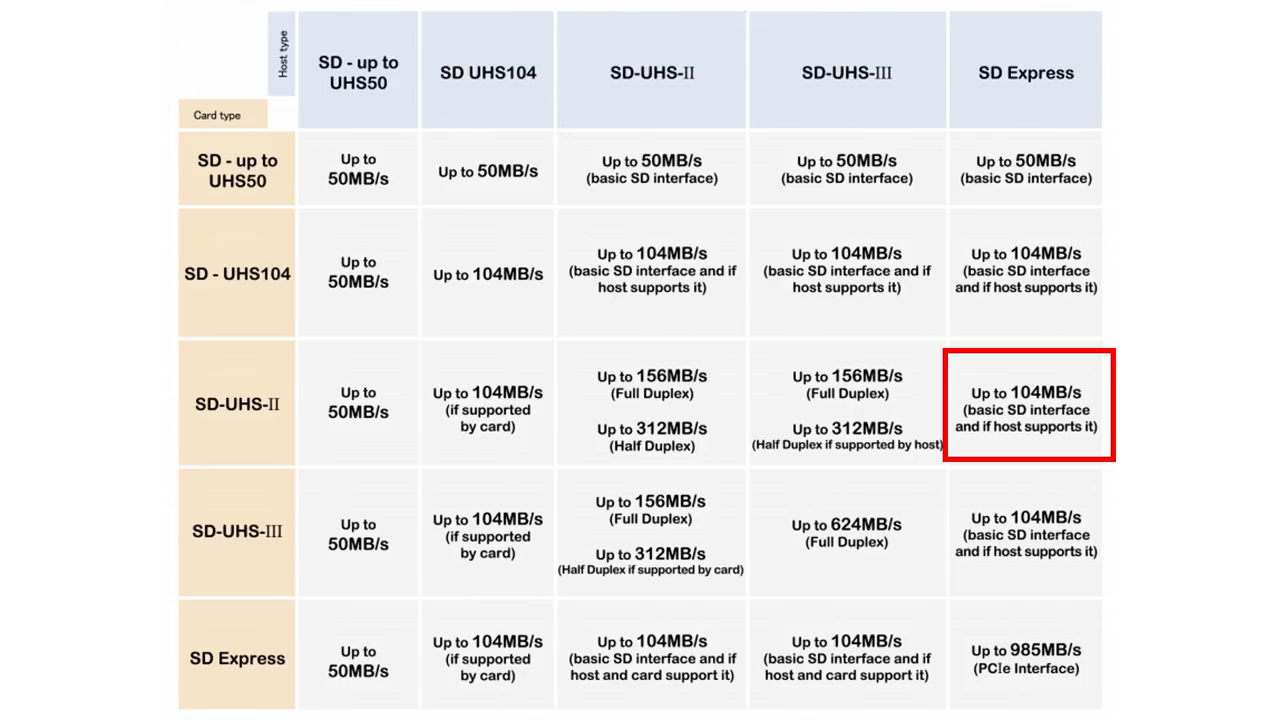 Host type
Card type
SD - up to
UHS50
SD UHS104
SD-UHS-II
SD-UHS-III
SD Express
SD - up to
UHS50
Up to
50MB/s
Up to 50MB/s
Up to 50MB/s
(basic SD interface)
Up to 50MB/s
(basic SD interface)
Up to 50MB/s
(basic SD interface)
SD - UHS104
Up to
50MB/s
Up to 104MB/s
Up to 104MB/s
(basic SD interface and if
host supports it)
Up to 104MB/s
(basic SD interface and if
host supports it)
Up to 104MB/s
(basic SD interface
and if host supports it)
SD-UHS-II
Up to
50MB/s
Up to 104MB/s
(if supported
by card)
Up to 156MB/s
(Full Duplex)
Up to 312MB/s
(Half Duplex)
Up to 156MB/s
(Full Duplex)
Up to 312MB/s
(Half Duplex if supported by host)
Up to 104MB/s
(basic SD interface
and if host supports it)
SD-UHS-III
Up to
50MB/s
Up to 104MB/s
(if supported
by card)
Up to 156MB/s
(Full Duplex)
Up to 312MB/s
(Half Duplex if supported by card)
Up to 624MB/s
(Full Duplex)
Up to 104MB/s
(basic SD interface
and if host supports it)
SD Express
Up to
50MB/s
Up to 104MB/s
(if supported
by card)
Up to 104MB/s
(basic SD interface and if
host and card support it)
Up to 104MB/s
(basic SD interface and if
host and card support it)
Up to 985MB/s
(PCIe Interface)